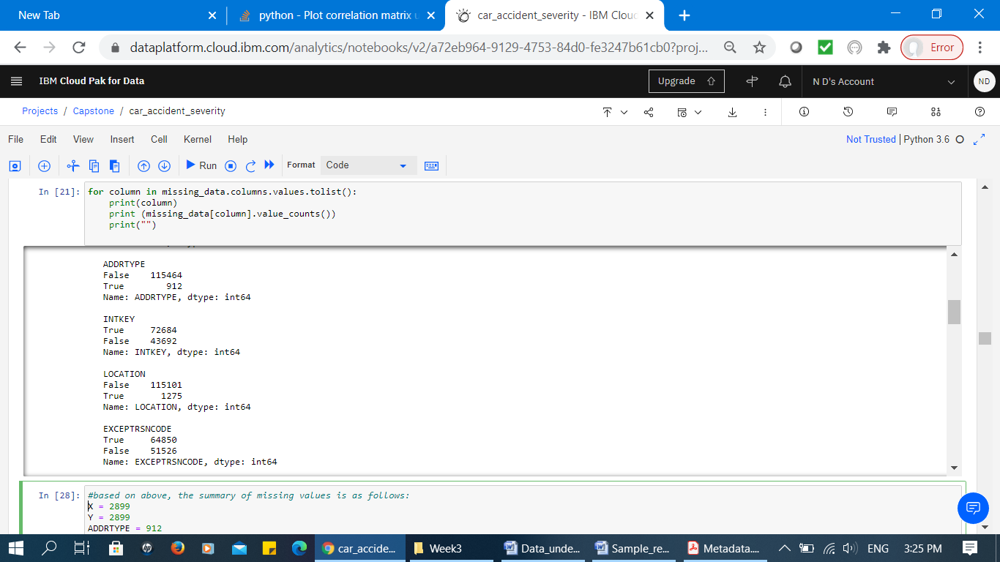 New Tab
python - Plot correlation matrix u
car_accident_severity - IBM Clou
dataplatform.cloud.ibm.com/analytics/notebooks/v2/a72eb964-9129-4753-84d0-fe3247b61cb0?proj...
Error
IBM Cloud Pak for Data
Upgrade
N D's Account
ND
Projects / Capstone / car_accident_severity
File Edit View Insert Cell Kernel Help
Not Trusted | Python 3.6
Run
Format
Code
In [21]: for column in missing_data.columns.values.tolist():
print(column)
print (missing_data[column].value_counts())
print("")
ADDRTYPE
False 115464
True 912
Name: ADDRTYPE, dtype: int64
INTKEY
True 72684
False 43692
Name: INTKEY, dtype: int64
LOCATION
False 115101
True 1275
Name: LOCATION, dtype: int64
EXCEPTRSNCODE
True 64850
False 51526
Name: EXCEPTRSNCODE, dtype: int64
In [28]: #based on above, the summary of missing values is as follows:
X = 2899
Y = 2899
ADDRTYPE = 912
car_accide...
Week3
Data_unde...
Sample_re...
Metadata....
ENG
3:25 PM